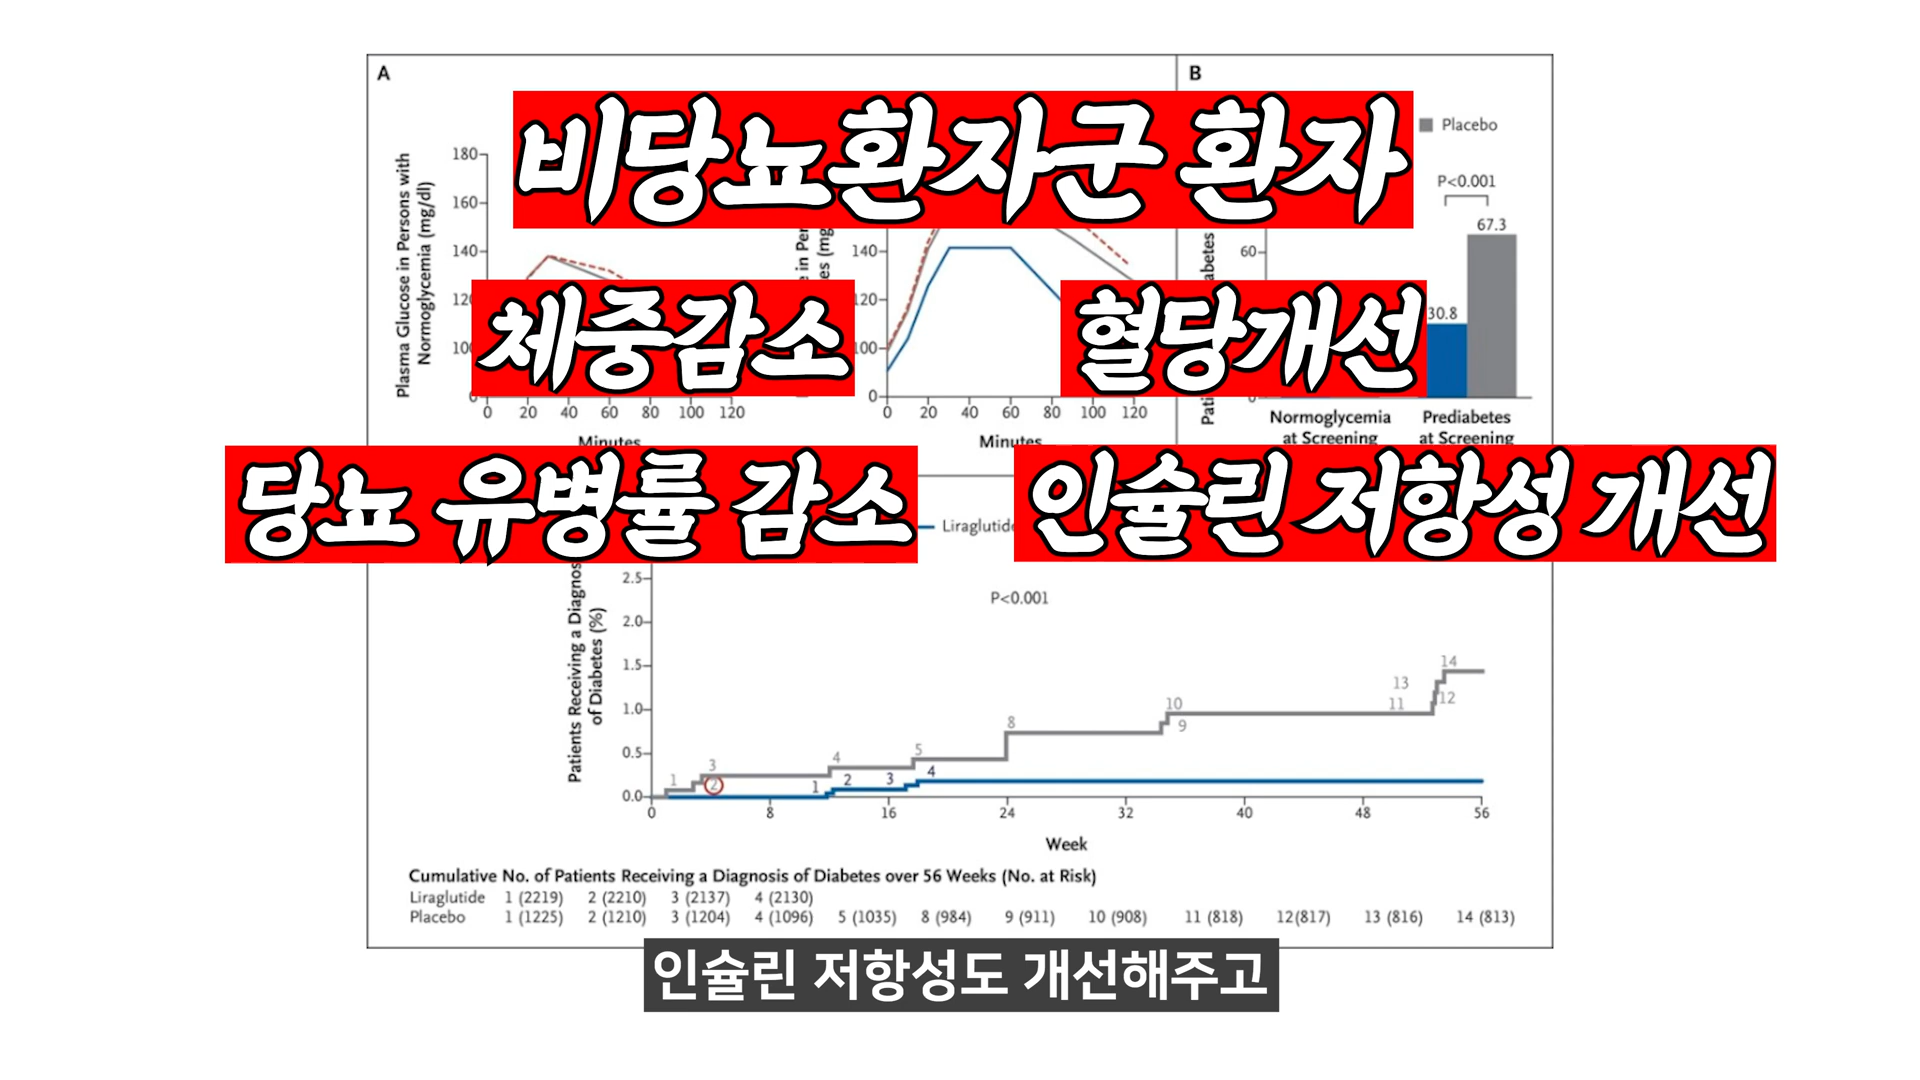 A
B
비당뇨환자군 환자
Placebo
Plasma Glucose in Persons with
Normoglycemia (mg/dl)
180
160
140
0 20 40 60 80 100 120
Minutes
140
120
100
0
0 20 40 60 80 100 120
Minutes
P<0.001
67.3
60
30.8
Normoglycemia
at Screening
Prediabetes
at Screening
체중감소
혈당개선
당뇨 유병률 감소
인슐린 저항성 개선
P<0.001
Patients Receiving a
of Diabetes (%)
2.5
2.0
1.5
1.0
0.5
0.0
1 2 3 4 5 8 10 9 11 13 12 14
1 2 3 4
0 8 16 24 32 40 48 56
Week
Cumulative No. of Patients Receiving a Diagnosis of Diabetes over 56 Weeks (No. at Risk)
Liraglutide 1 (2219) 2 (2210) 3 (2137) 4 (2130)
Placebo 1 (1225) 2 (1210) 3 (1204) 4 (1096) 5 (1035) 8 (984) 9 (911) 10 (908) 11 (818) 12(817) 13 (816) 14 (813)
인슐린 저항성도 개선해주고